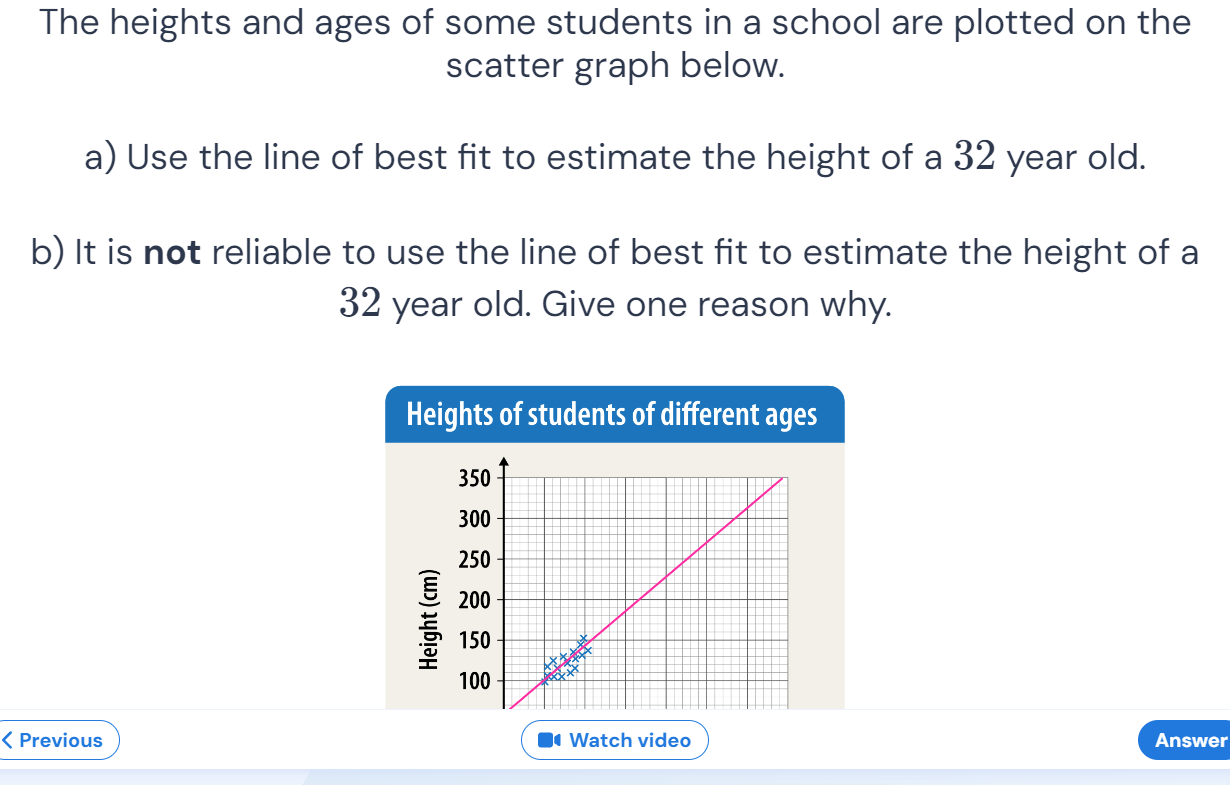 The heights and ages of some students in a school are plotted on the
scatter graph below.
a) Use the line of best fit to estimate the height of a 32 year old.
b) It is not reliable to use the line of best fit to estimate the height of a
32 year old. Give one reason why.
Heights of students of different ages
350
300
250
200
150
100
Height (cm)
Previous
Watch video
Answer